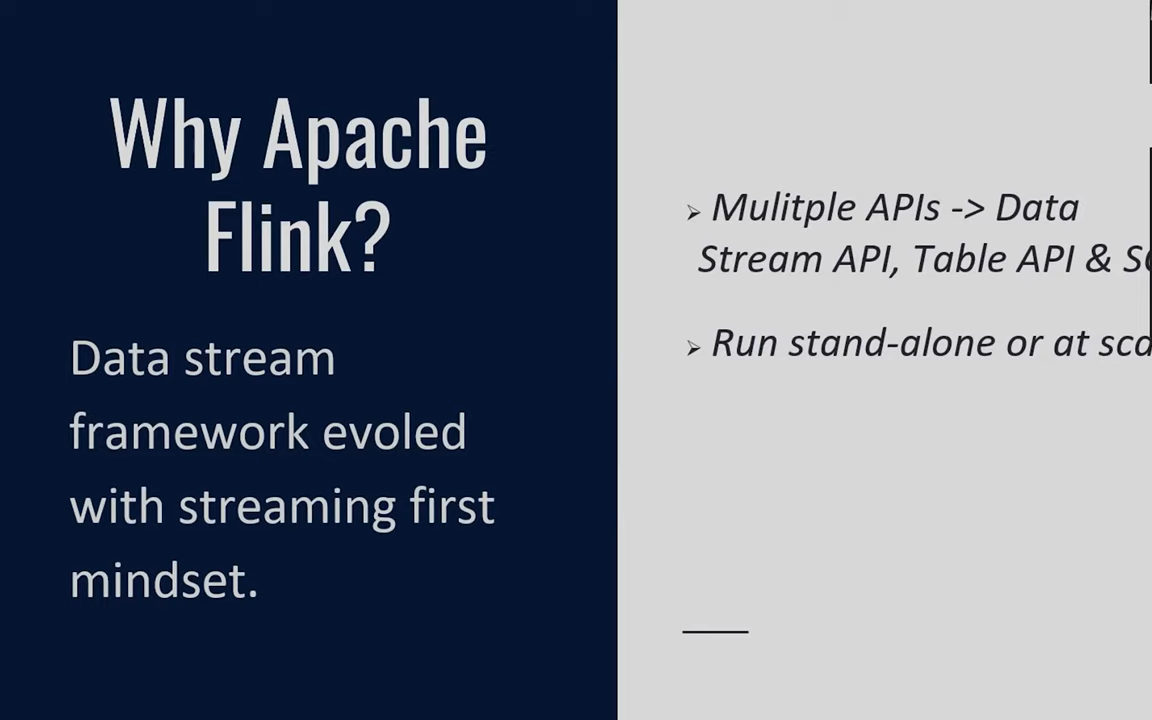 Why Apache
Flink?
Data stream
framework evoled
with streaming first
mindset.
➢ Mulitple APIs -> Data
Stream API, Table API &
➢ Run stand-alone or at